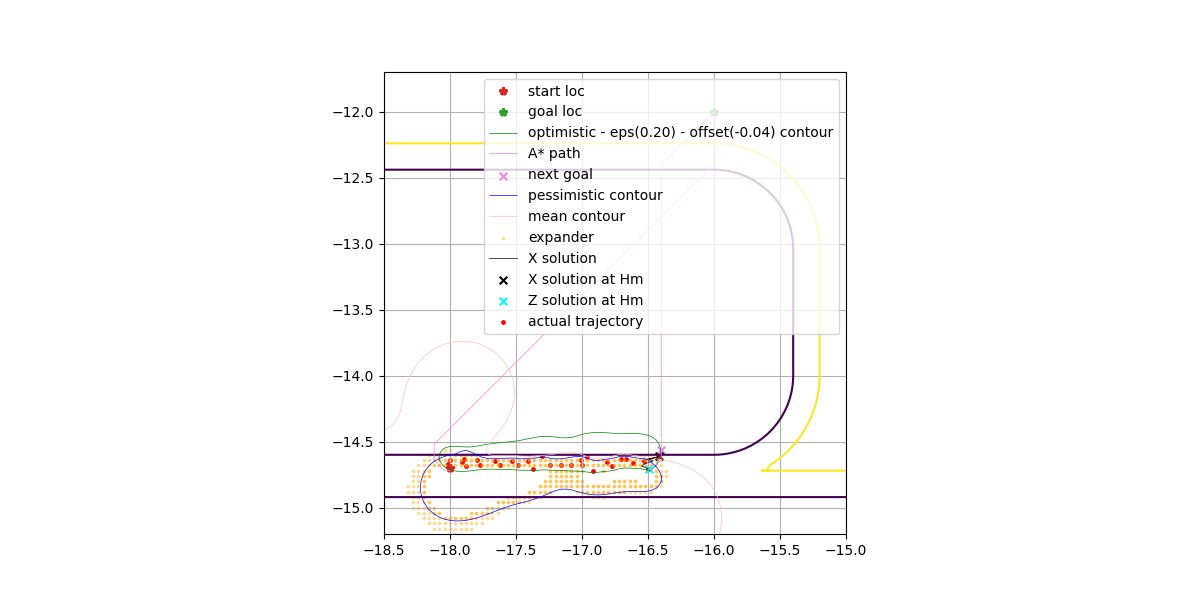 start loc
goal loc
optimistic - eps(0.20) - offset(-0.04) contour
A* path
next goal
pessimistic contour
mean contour
expander
X solution
X solution at Hm
Z solution at Hm
actual trajectory
−12.0
−12.5
−13.0
−13.5
−14.0
−14.5
−15.0
−18.5 −18.0 −17.5 −17.0 −16.5 −16.0 −15.5 −15.0